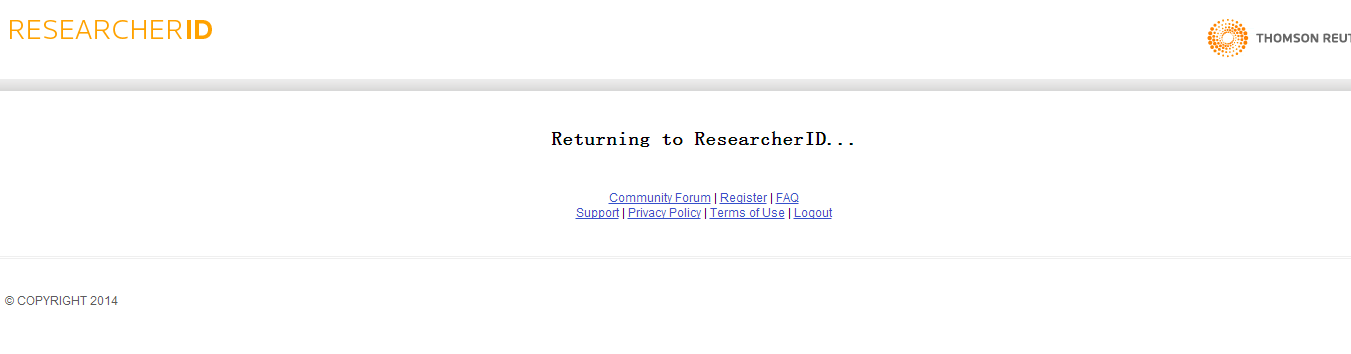 RESEARCHERID
THOMSON REUT
Returning to ResearcherID...
Community Forum | Register | FAQ
Support | Privacy Policy | Terms of Use | Logout
© COPYRIGHT 2014